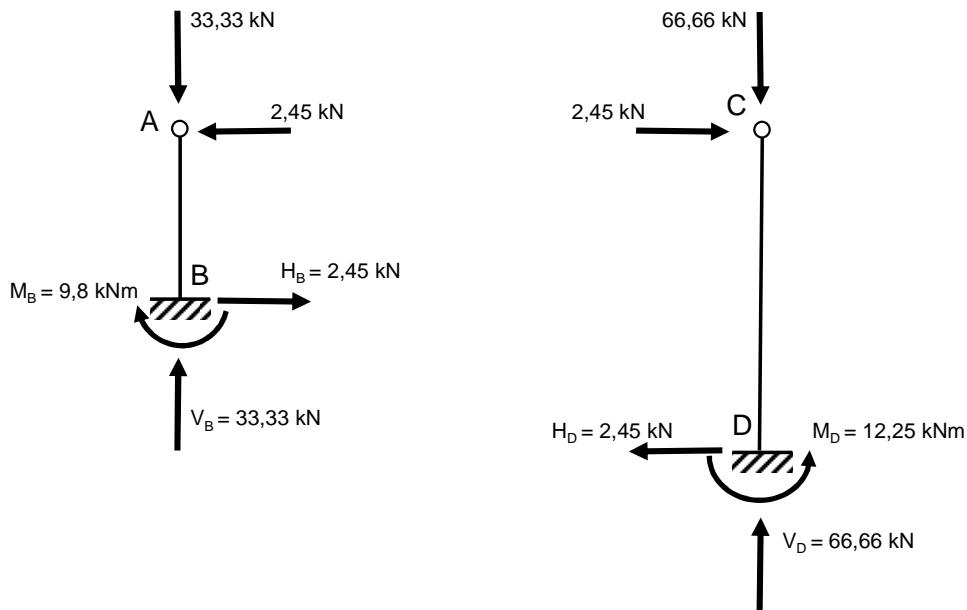 33,33 kN
66,66 kN
A
2,45 kN
2,45 kN
C
B
H_B = 2,45 kN
M_B = 9,8 kNm
V_B = 33,33 kN
H_D = 2,45 kN
D
M_D = 12,25 kNm
V_D = 66,66 kN